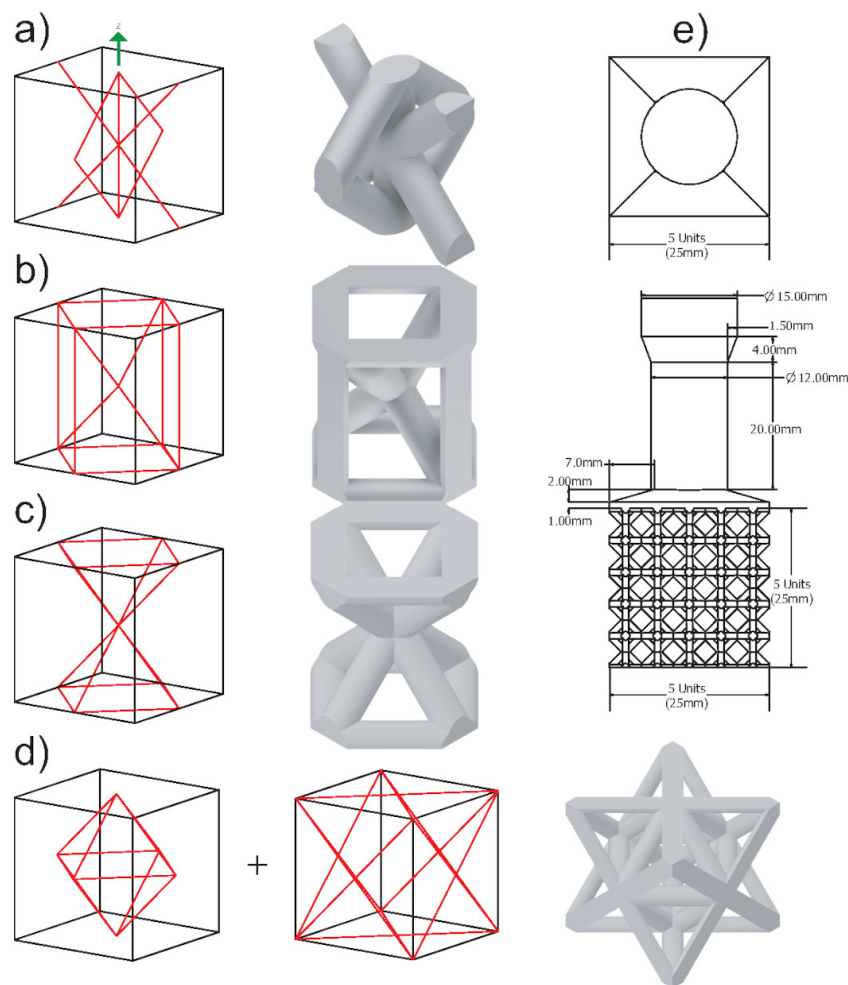 a)
z
e)
5 Units
(25mm)
b)
Ø 15.00mm
1.50mm
4.00mm
Ø 12.00mm
20.00mm
7.0mm
2.00mm
1.00mm
c)
5 Units
(25mm)
5 Units
(25mm)
d)
+